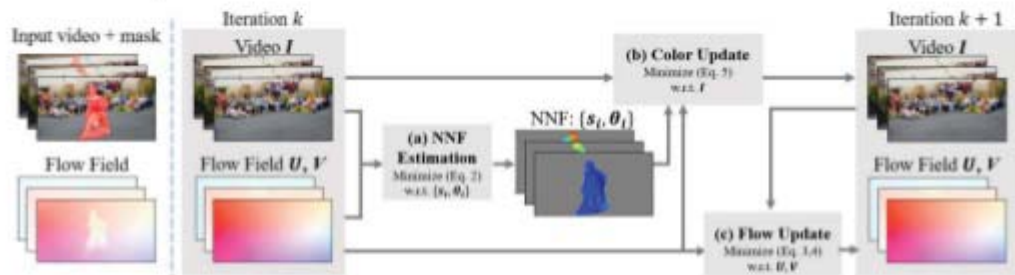 Iteration k
Iteration k + 1
Input video + mask
Video I
Video I
(b) Color Update
Minimize (Eq. 5)
w.r.t. I
NNF: {s_i, θ_i}
(a) NNF
Estimation
Minimize (Eq. 2)
w.r.t. {s_i, θ_i}
Flow Field
Flow Field U, V
Flow Field U, V
(c) Flow Update
Minimize (Eq. 3,4)
w.r.t. U, V